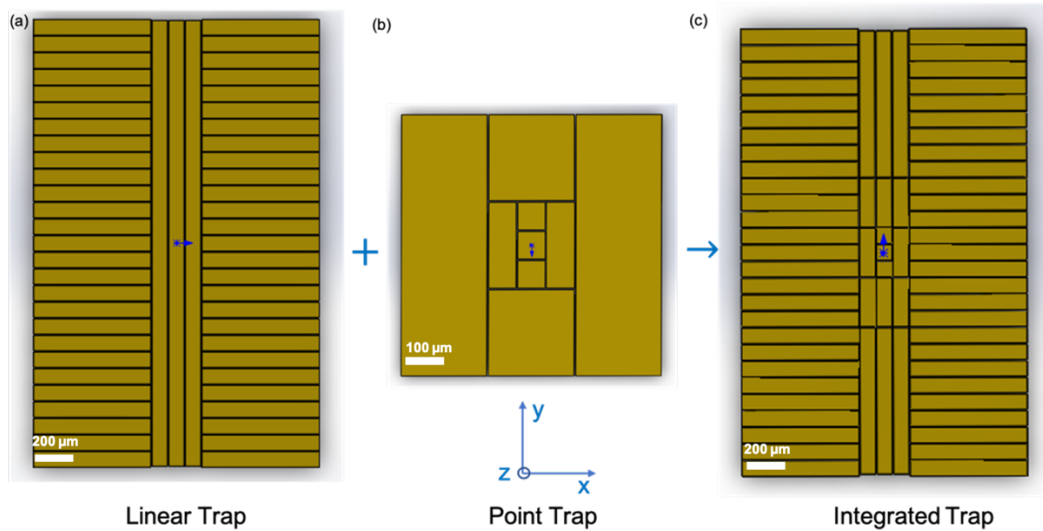 (a)
(b)
(c)
+
→
200 µm
100 µm
200 µm
y
z
x
Linear Trap
Point Trap
Integrated Trap